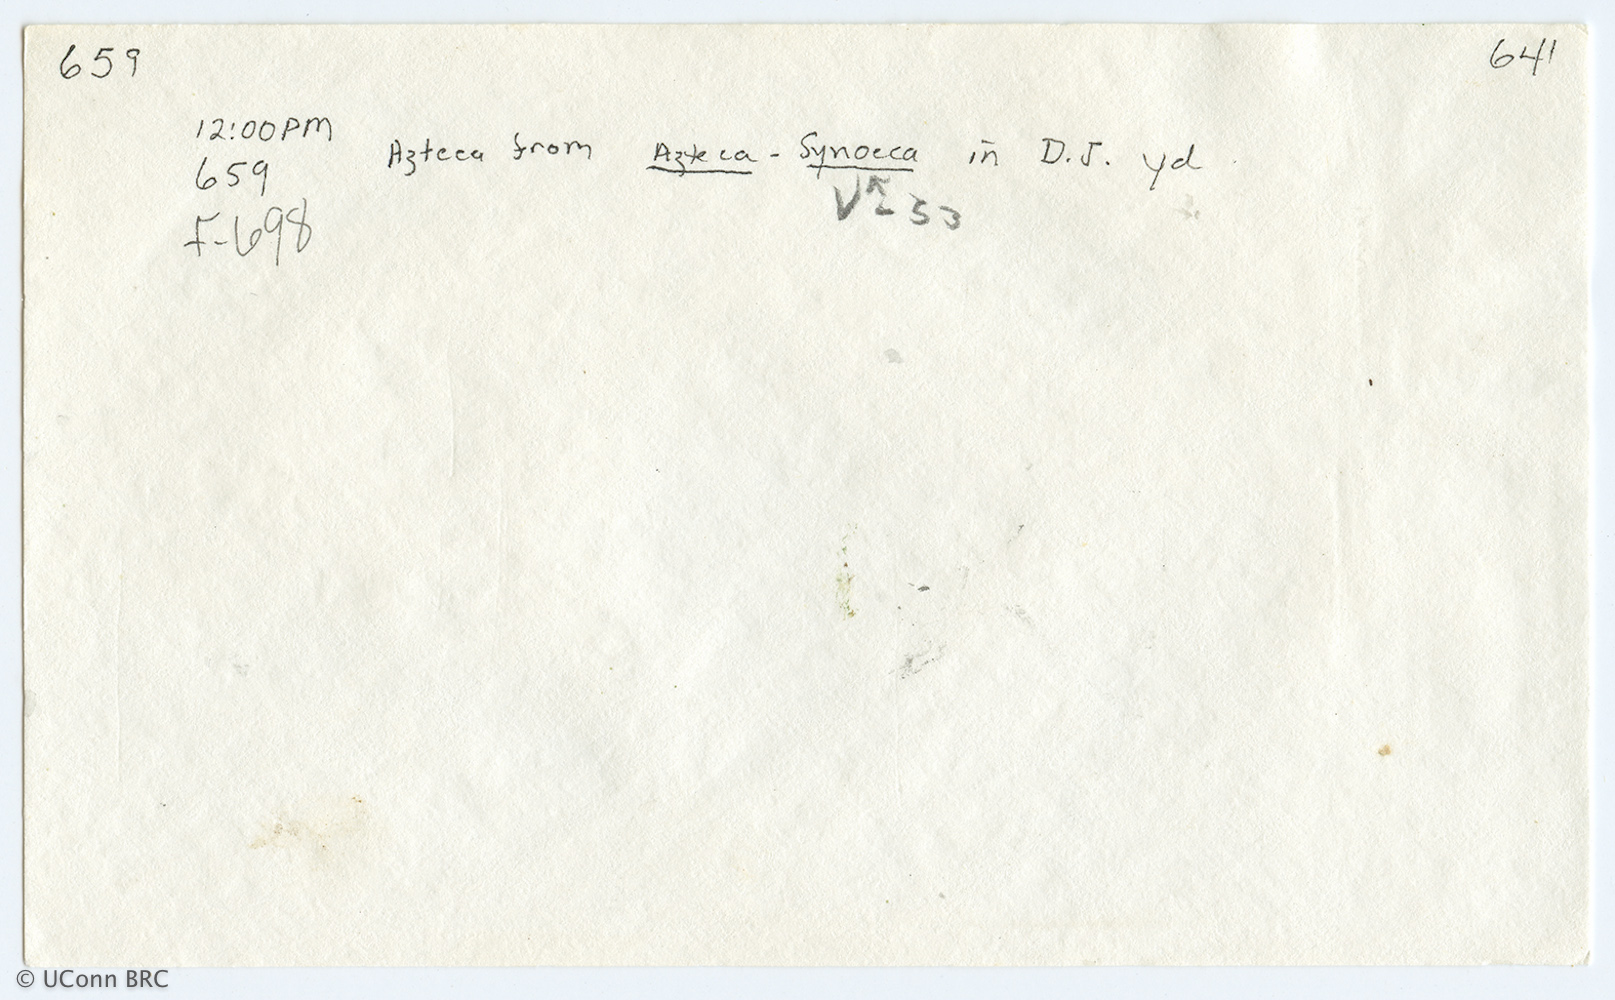 659
641
12:00PM
659
F-698
Azteca from Azteca - Synoeca in D.J. yd.
© UConn BRC